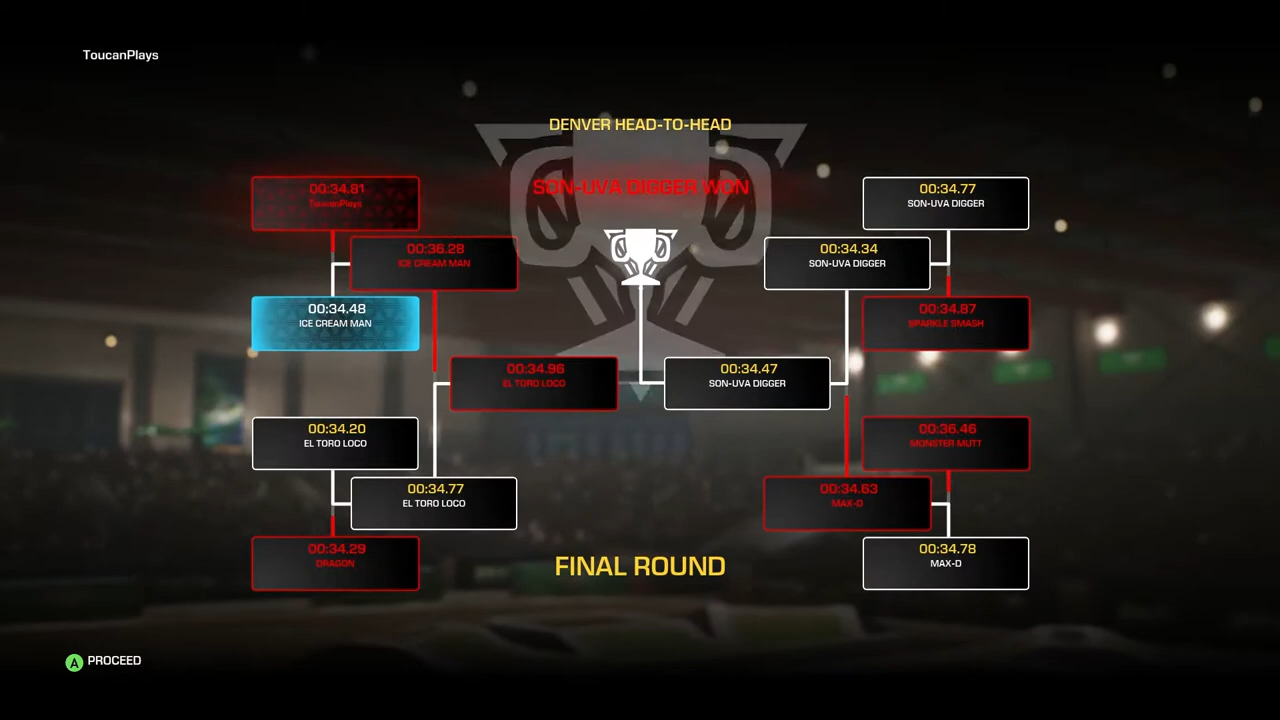 ToucanPlays
DENVER HEAD-TO-HEAD
SON-UVA DIGGER WON
00:34.81
ToucanPlays
00:34.77
SON-UVA DIGGER
00:36.28
ICE CREAM MAN
00:34.34
SON-UVA DIGGER
00:34.48
ICE CREAM MAN
00:34.87
SPARKLE SMASH
00:34.96
EL TORO LOCO
00:34.47
SON-UVA DIGGER
00:34.20
EL TORO LOCO
00:36.46
MONSTER MUTT
00:34.77
EL TORO LOCO
00:34.63
MAX-D
00:34.29
DRAGON
00:34.78
MAX-D
FINAL ROUND
A PROCEED